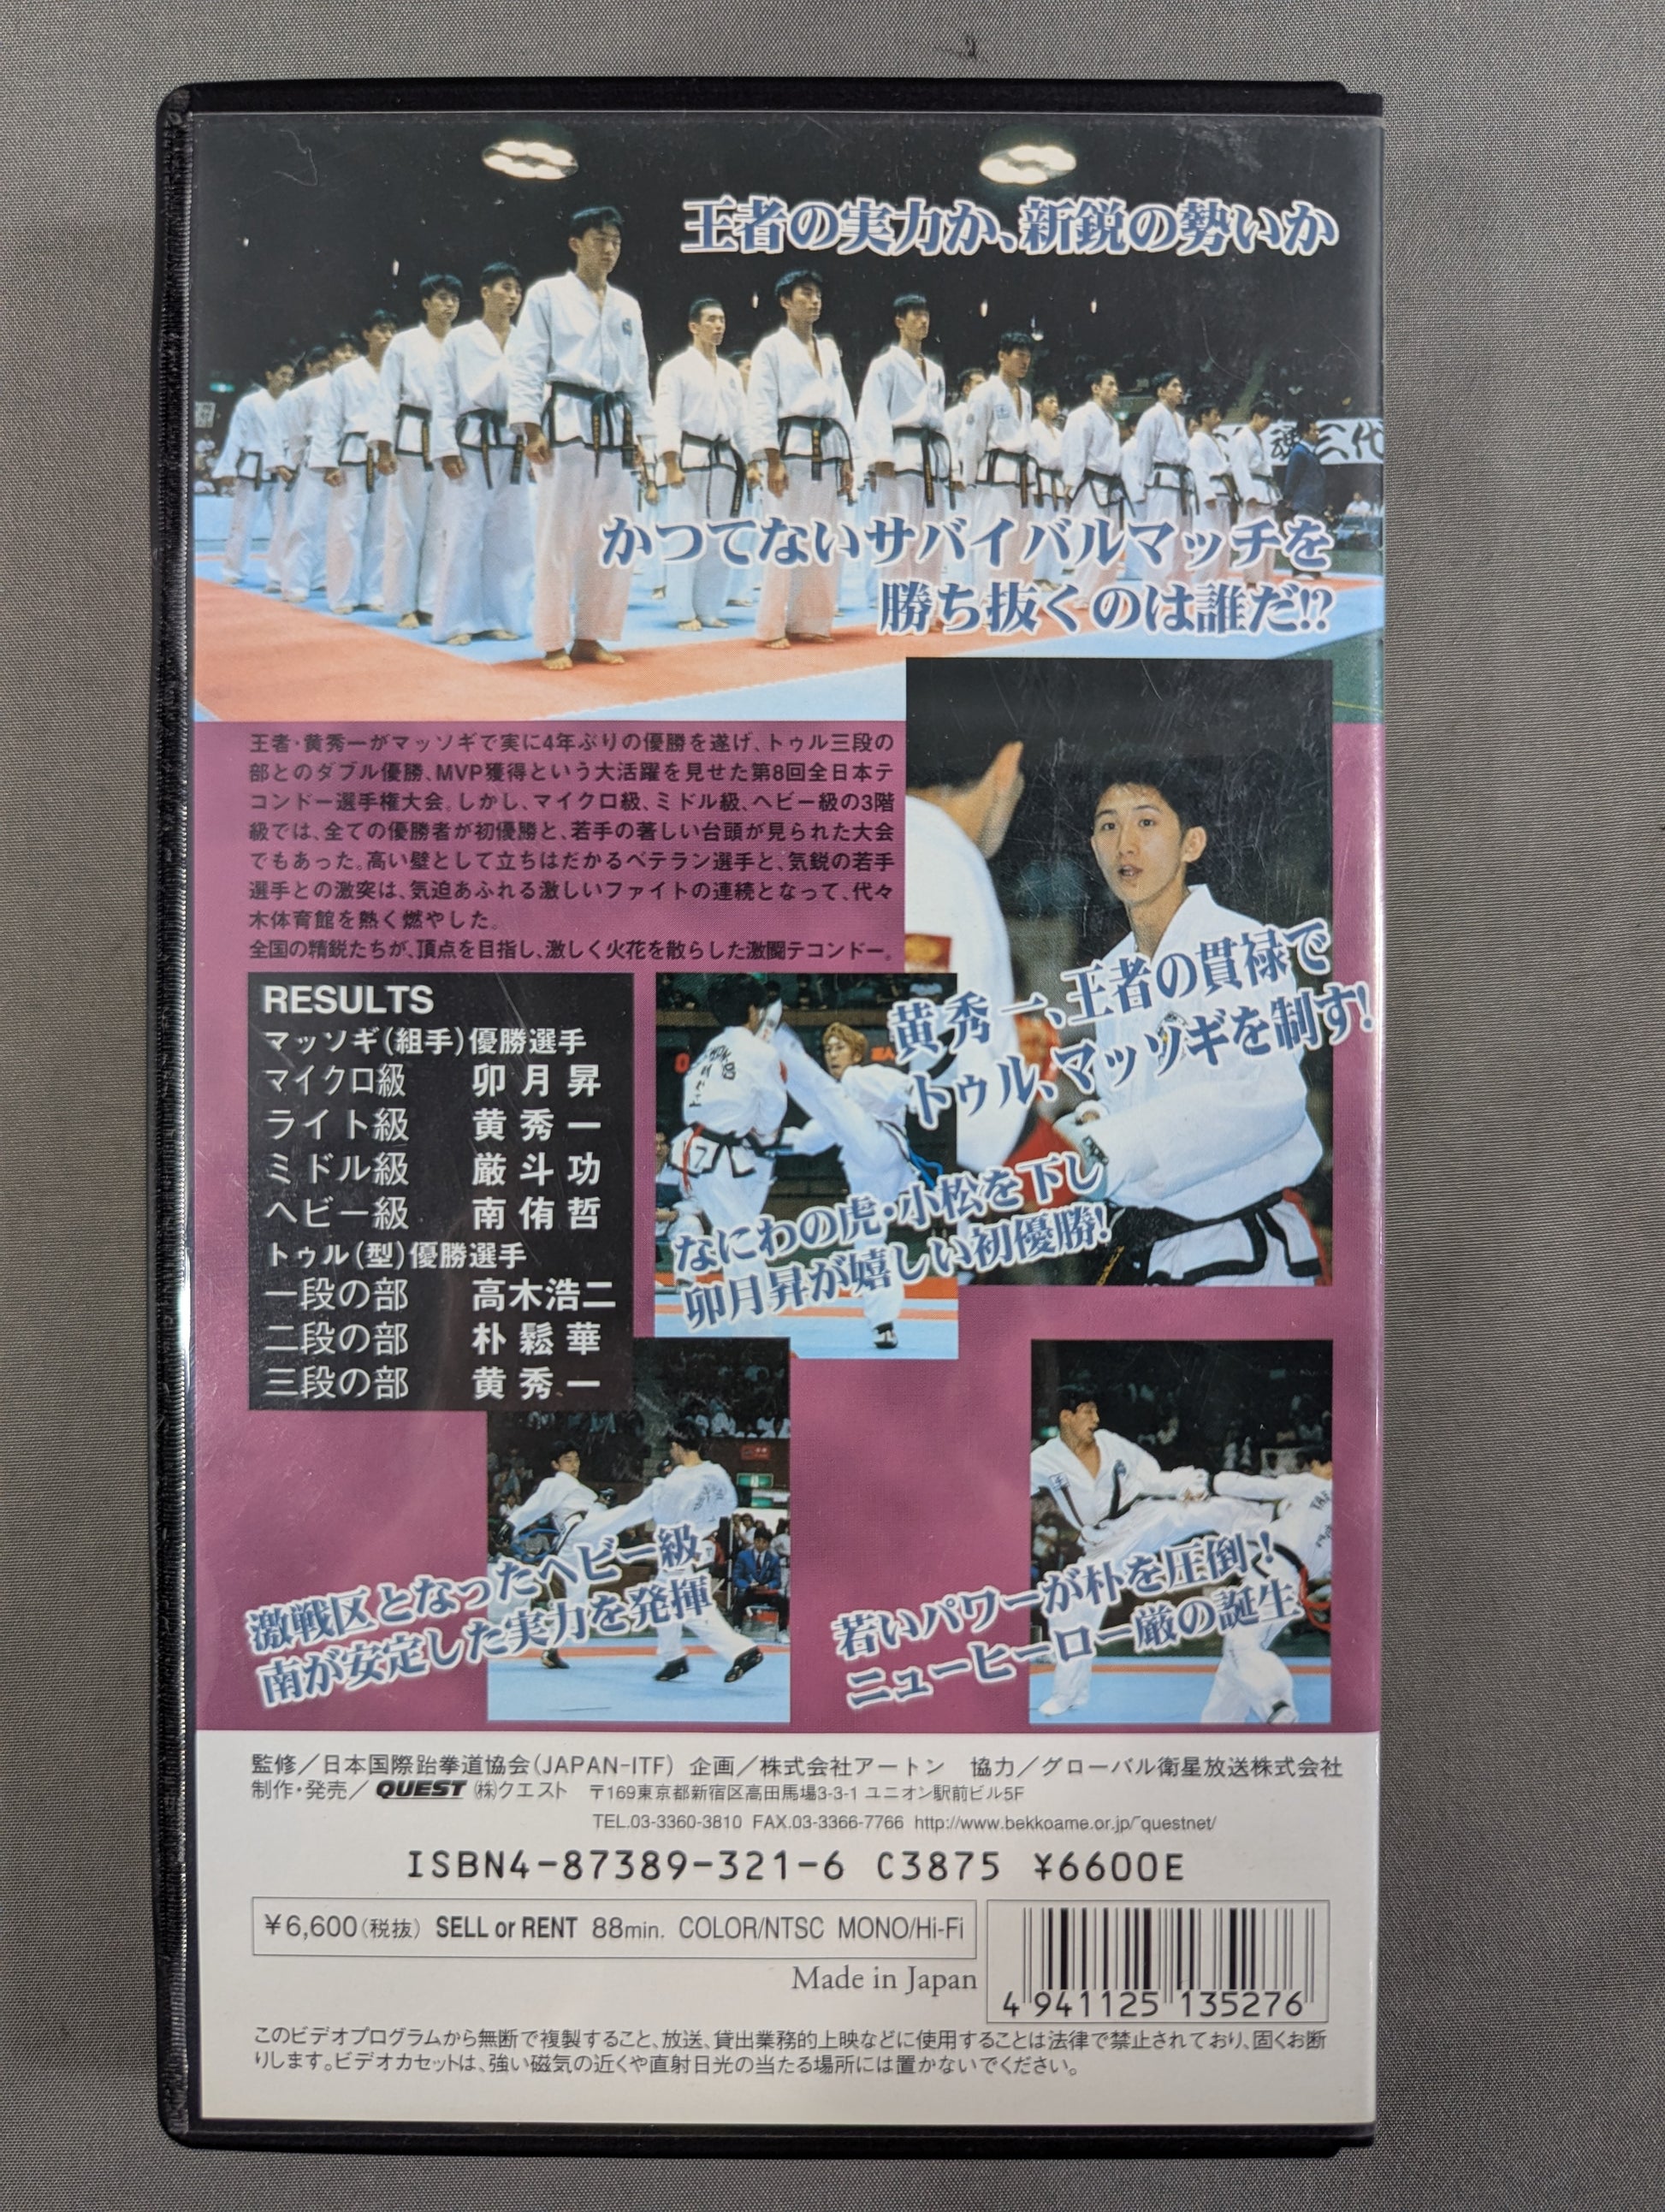 王者の実力か、新鋭の勢いか
三代
かつてないサバイバルマッチを
勝ち抜くのは誰だ!?
王者・黄秀一がマッソギで実に4年ぶりの優勝を遂げ、トゥル三段の
部とのダブル優勝、MVP獲得という大活躍を見せた第8回全日本テ
コンドー選手権大会。しかし、マイクロ級、ミドル級、ヘビー級の3階
級では、全ての優勝者が初優勝と、若手の著しい台頭が見られた大会
でもあった。高い壁として立ちはだかるベテラン選手と、気鋭の若手
選手との激突は、気迫あふれる激しいファイトの連続となって、代々
木体育館を熱く燃やした。
全国の精鋭たちが、頂点を目指し、激しく火花を散らした激闘テコンドー。
黄秀一、王者の貫禄で
トゥル、マッソギを制す!
RESULTS
マッソギ(組手)優勝選手
マイクロ級 卯月昇
ライト級 黄秀一
ミドル級 厳斗功
ヘビー級 南侑哲
トゥル(型)優勝選手
一段の部 高木浩二
二段の部 朴鬆華
三段の部 黄秀一
なにわの虎・小松を下し
卯月昇が嬉しい初優勝!
激戦区となったヘビー級
南が安定した実力を発揮
若いパワーが朴を圧倒!
ニューヒーロー厳の誕生
監修／日本国際跆拳道協会(JAPAN-ITF) 企画／株式会社アートン 協力／グローバル衛星放送株式会社
制作・発売／QUEST ㈱クエスト 〒169東京都新宿区高田馬場3-3-1 ユニオン駅前ビル5F
TEL.03-3360-3810 FAX.03-3366-7766 http://www.bekkoame.or.jp/~questnet/
ISBN4-87389-321-6 C3875 ¥6600E
¥6,600(税抜) SELL or RENT 88min. COLOR/NTSC MONO/Hi-Fi
Made in Japan
4 941125 135276
このビデオプログラムから無断で複製すること、放送、貸出業務的上映などに使用することは法律で禁止されており、固くお断
りします。ビデオカセットは、強い磁気の近くや直射日光の当たる場所には置かないでください。